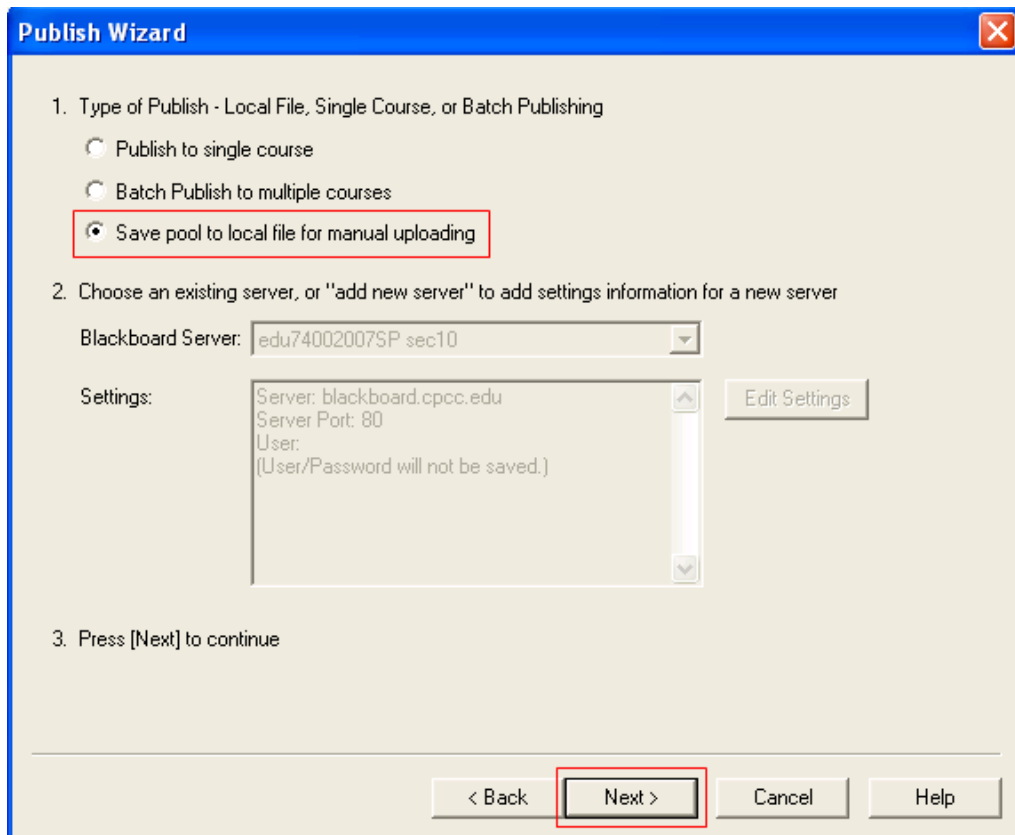 Publish Wizard
1. Type of Publish - Local File, Single Course, or Batch Publishing
Publish to single course
Batch Publish to multiple courses
Save pool to local file for manual uploading
2. Choose an existing server, or "add new server" to add settings information for a new server
Blackboard Server: edu74002007SP sec10
Settings:
Server: blackboard.cpcc.edu
Server Port: 80
User:
(User/Password will not be saved.)
Edit Settings
3. Press [Next] to continue
< Back Next > Cancel Help